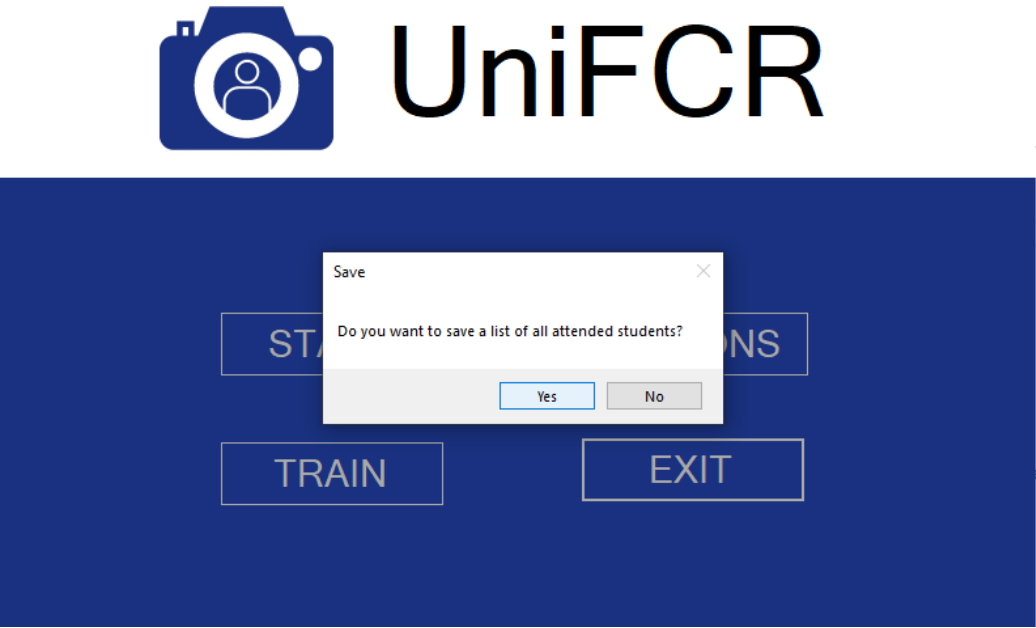 UniFCR
Save
Do you want to save a list of all attended students?
Yes
No
TRAIN
EXIT